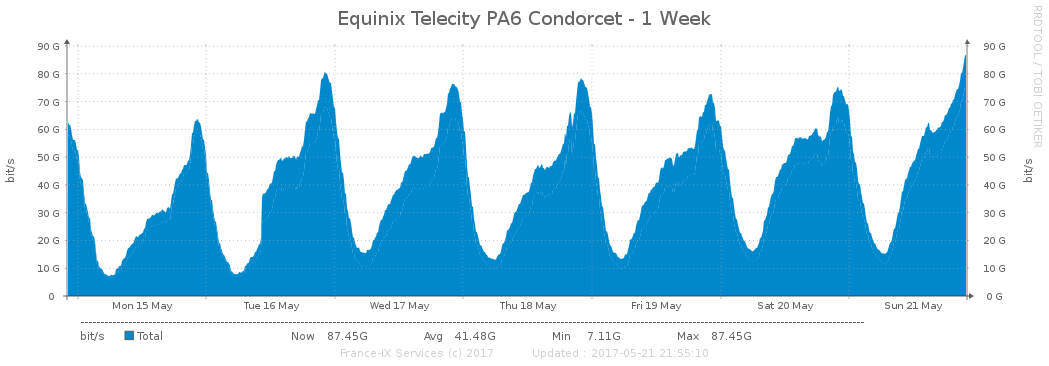 Equinix Telecity PA6 Condorcet - 1 Week
RRDTOOL / TOBI OETIKER
90 G 90 G
80 G 80 G
70 G 70 G
60 G 60 G
50 G 50 G
40 G 40 G
30 G 30 G
20 G 20 G
10 G 10 G
0 0 G
bit/s bit/s
Mon 15 May Tue 16 May Wed 17 May Thu 18 May Fri 19 May Sat 20 May Sun 21 May
bit/s Total Now 87.45G Avg 41.48G Min 7.11G Max 87.45G
France-IX Services (c) 2017 Updated : 2017-05-21 21:55:10